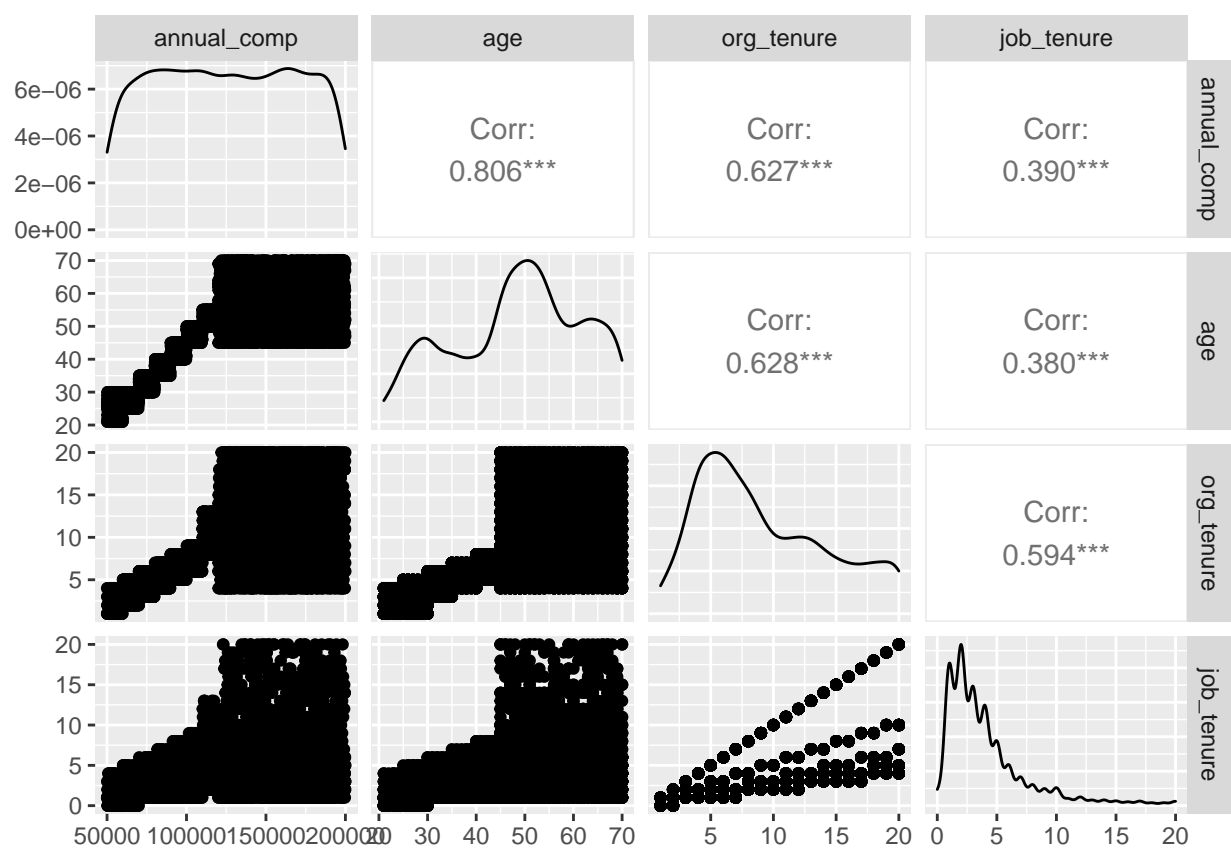 annual_comp age org_tenure job_tenure
6e−06
4e−06
2e−06
0e+00
Corr:
0.806***
Corr:
0.627***
Corr:
0.390***
annual_comp
70
60
50
40
30
20
Corr:
0.628***
Corr:
0.380***
age
20
15
10
5
Corr:
0.594***
org_tenure
20
15
10
5
0
job_tenure
50000 100000 150000 200000
20 30 40 50 60 70
5 10 15 20
0 5 10 15 20